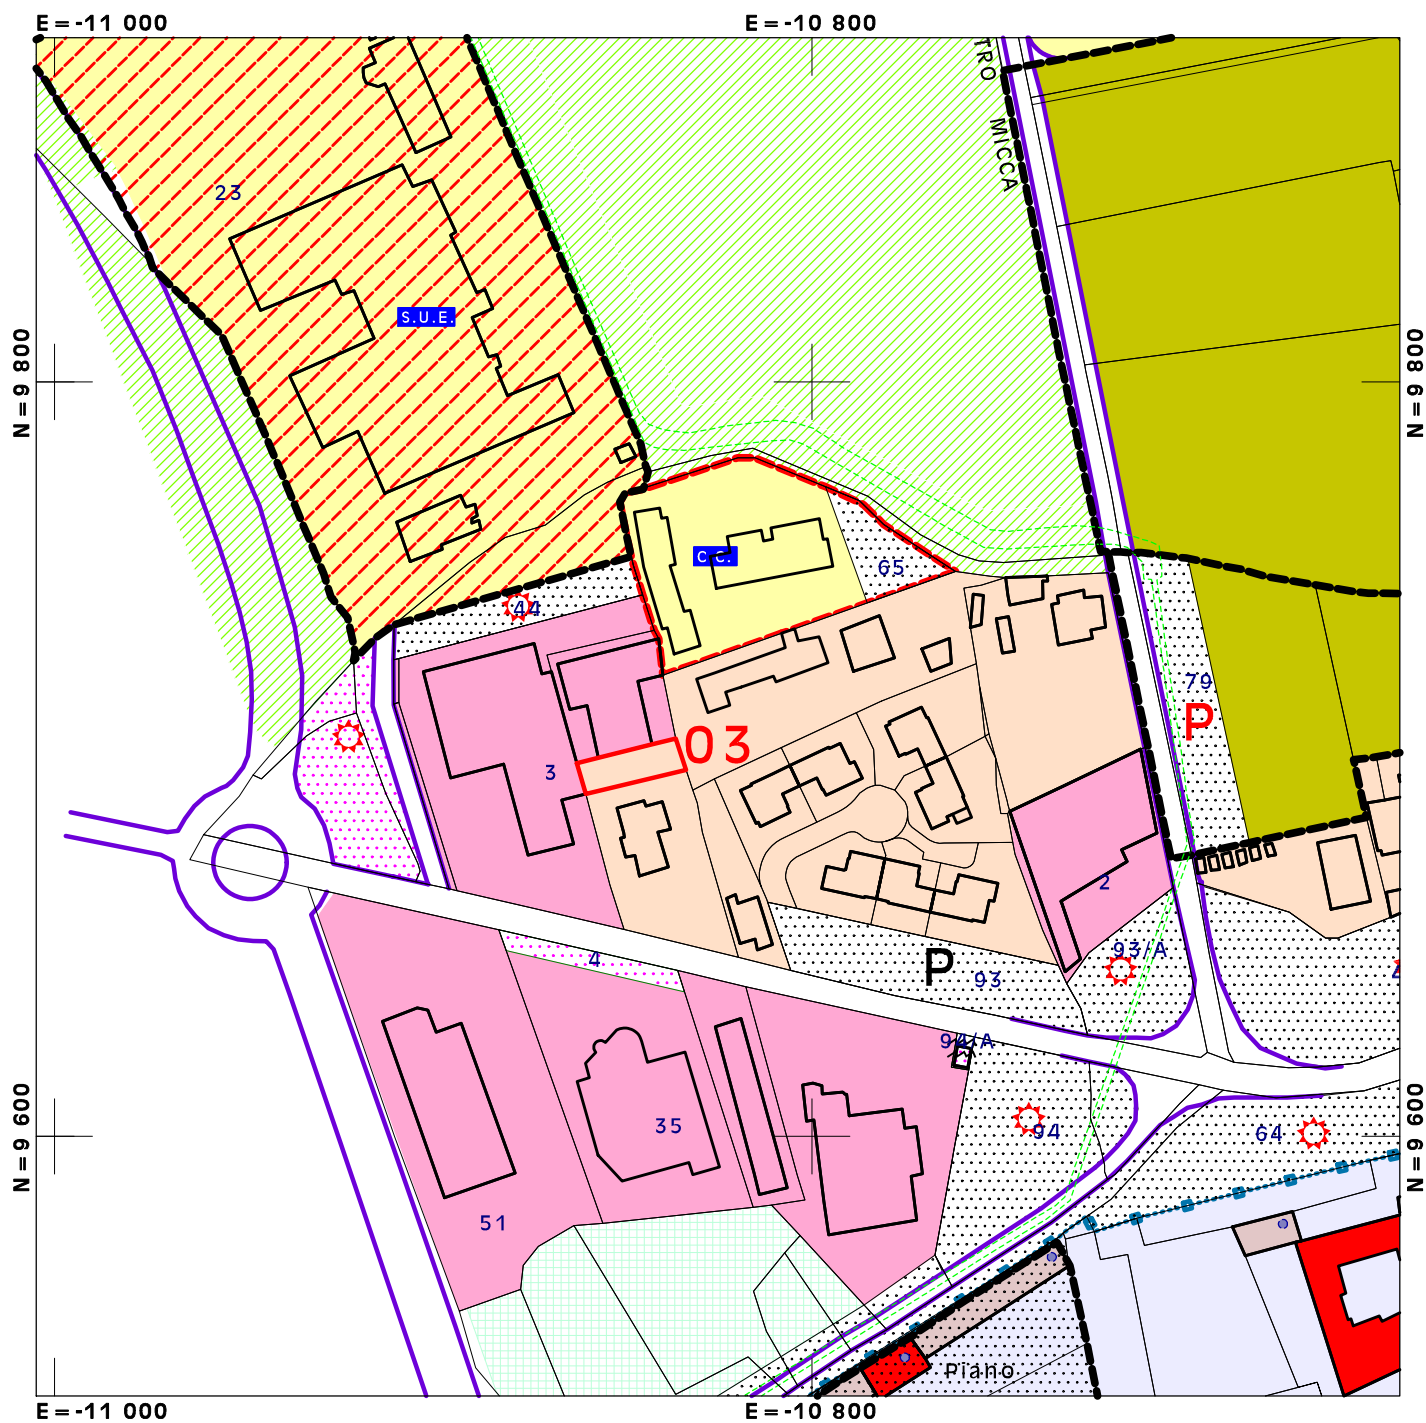 E=-11 000
E=-10 800
TRO
MICCA
23
S.U.E.
N=9 800
N=9 800
C.C.
65
44
79
P
03
3
2
93/A
4
P
93
94/A
35
94
64
51
N=9 600
N=9 600
Piano
E=-11 000
E=-10 800